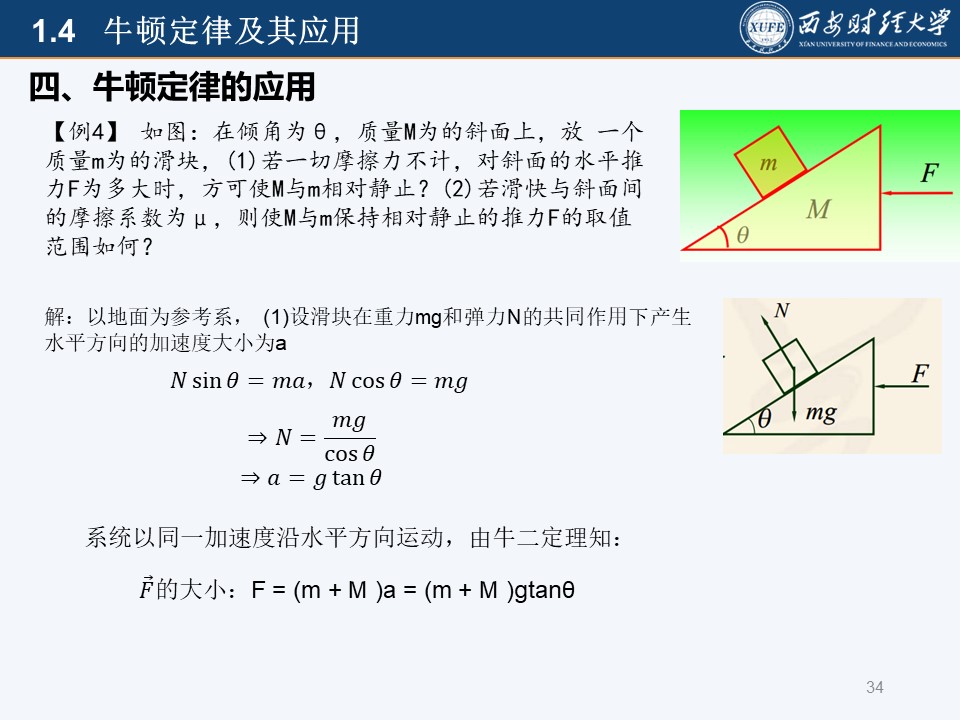 1.4 牛顿定律及其应用
西安财经大学
XI'AN UNIVERSITY OF FINANCE AND ECONOMICS
XUFE
四、牛顿定律的应用
【例4】 如图：在倾角为θ，质量M为的斜面上，放 一个
质量m为的滑块，(1)若一切摩擦力不计，对斜面的水平推
力F为多大时，方可使M与m相对静止？(2)若滑快与斜面间
的摩擦系数为μ，则使M与m保持相对静止的推力F的取值
范围如何？
m
M
θ
F
解：以地面为参考系， (1)设滑块在重力mg和弹力N的共同作用下产生
水平方向的加速度大小为a
N sin θ = ma，N cos θ = mg
⇒ N = mg / cos θ
⇒ a = g tan θ
N
F
θ
mg
系统以同一加速度沿水平方向运动，由牛二定理知：
F⃗的大小：F = (m + M )a = (m + M )gtanθ
34